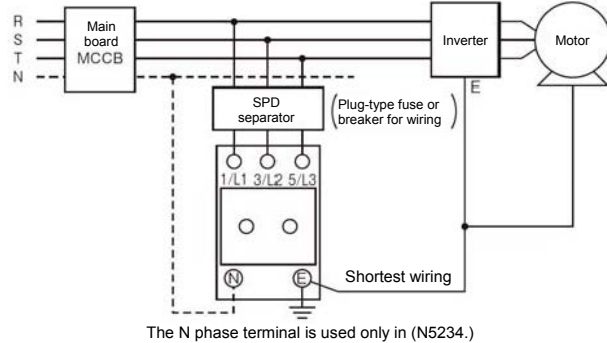 R
S
T
N
Main
board
MCCB
Inverter
Motor
E
SPD
separator
(Plug-type fuse or
breaker for wiring)
1/L1 3/L2 5/L3
N
E
Shortest wiring
The N phase terminal is used only in (N5234.)